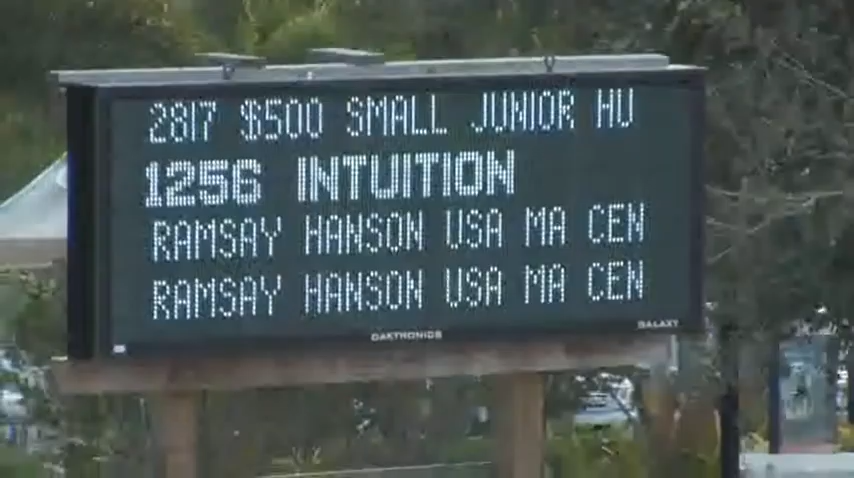 2817 $500 SMALL JUNIOR HU
1256 INTUITION
RAMSAY HANSON USA MA CEN
RAMSAY HANSON USA MA CEN
DAKTRONICS
GALAXY